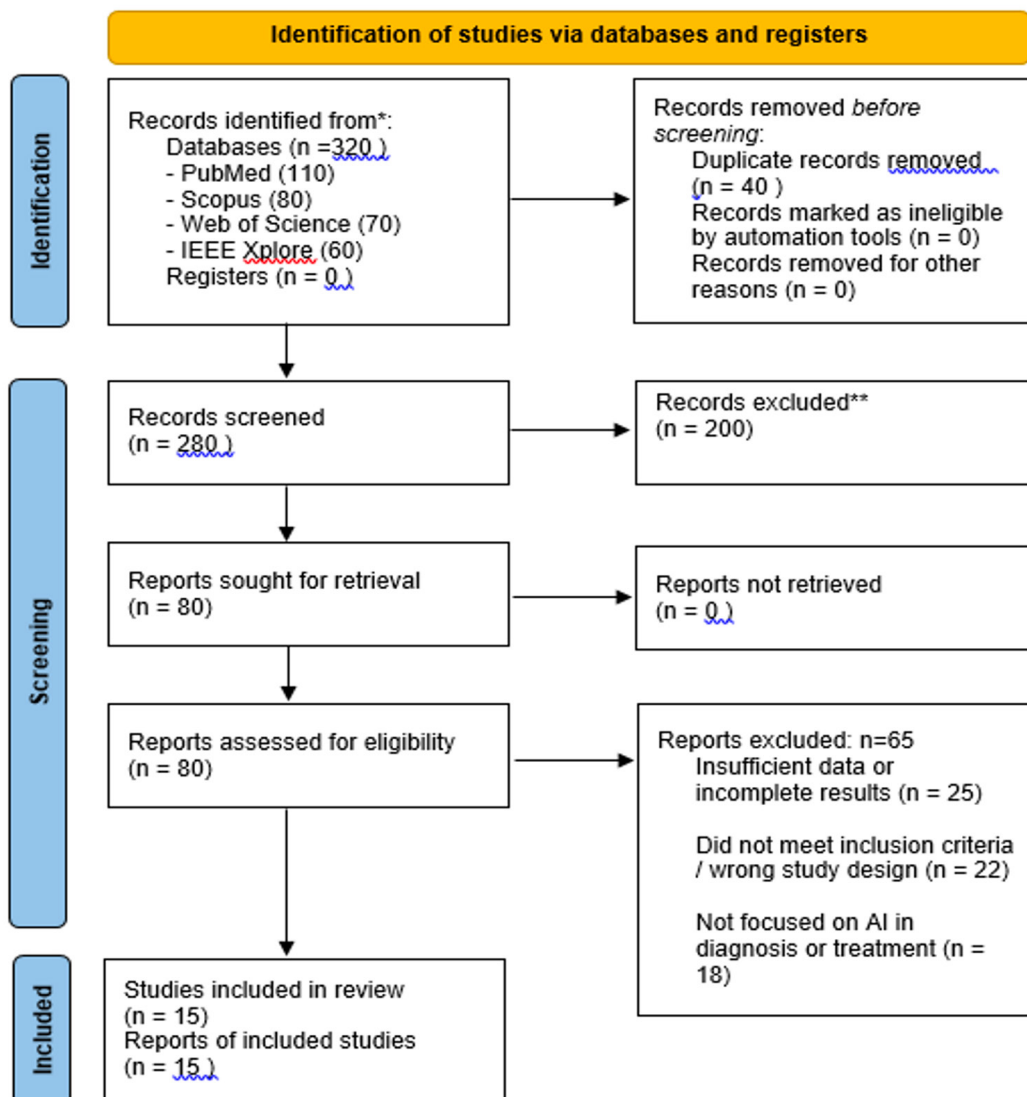 Identification of studies via databases and registers
Identification
Records identified from*:
Databases (n =320 )
- PubMed (110)
- Scopus (80)
- Web of Science (70)
- IEEE Xplore (60)
Registers (n = 0 )
Records removed before
screening:
Duplicate records removed
(n = 40 )
Records marked as ineligible
by automation tools (n = 0)
Records removed for other
reasons (n = 0)
Screening
Records screened
(n = 280 )
Records excluded**
(n = 200)
Reports sought for retrieval
(n = 80)
Reports not retrieved
(n = 0 )
Reports assessed for eligibility
(n = 80)
Reports excluded: n=65
Insufficient data or
incomplete results (n = 25)
Did not meet inclusion criteria
/ wrong study design (n = 22)
Not focused on AI in
diagnosis or treatment (n =
18)
Included
Studies included in review
(n = 15)
Reports of included studies
(n = 15 )